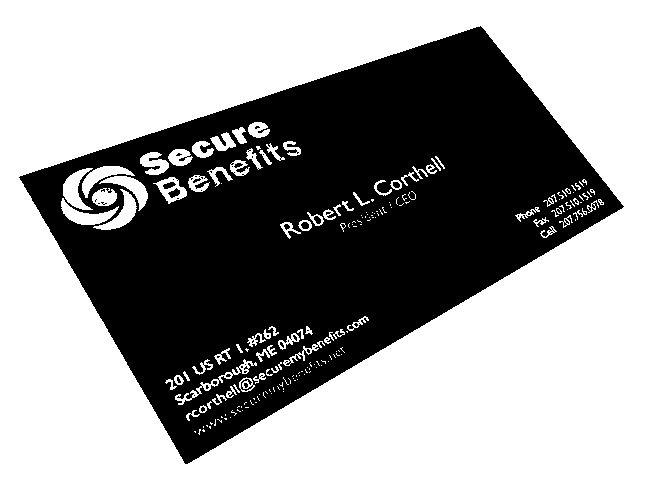 Secure
Benefits
Robert L. Corthell
President / CEO
Phone 207.510.1519
Fax 207.510.1519
Cell 207.756.0078
201 US RT 1, #262
Scarborough, ME 04074
rcorthell@securemybenefits.com
www.securemybenefits.net